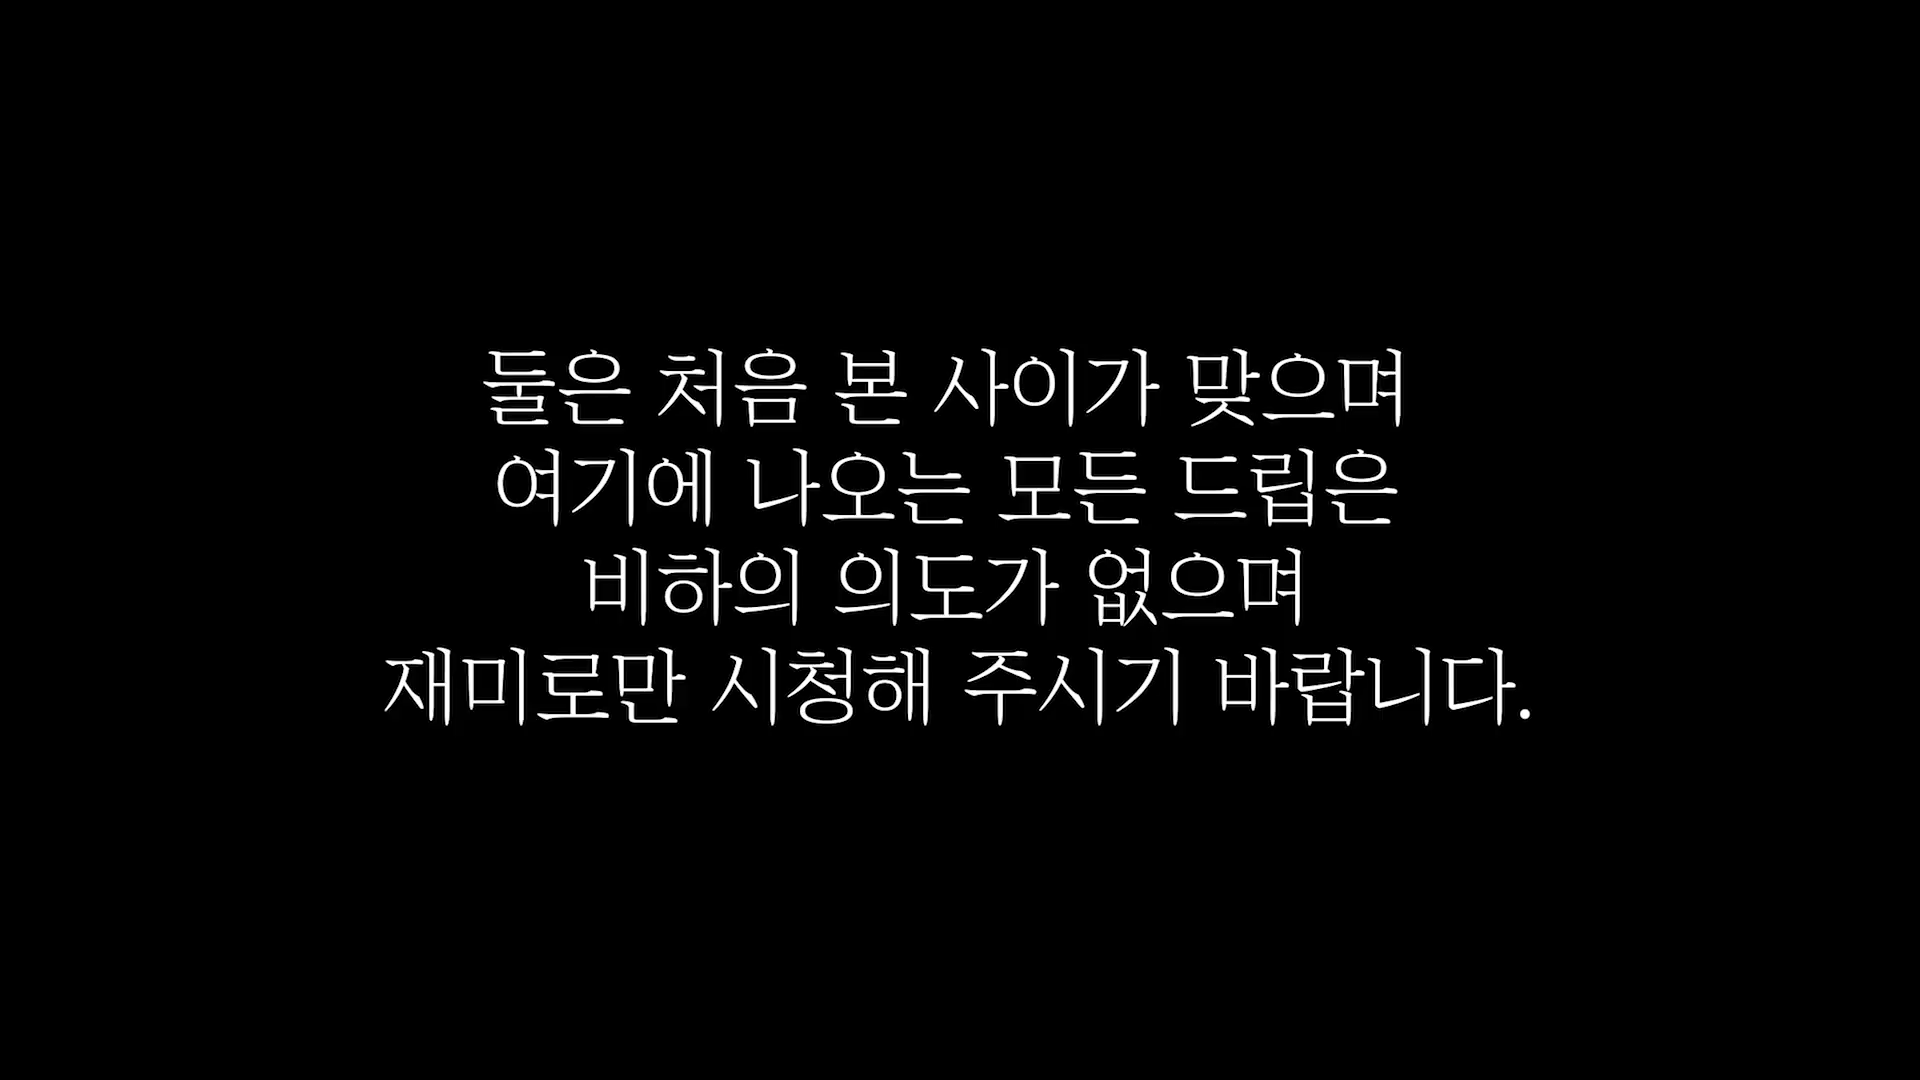 둘은 처음 본 사이가 맞으며
여기에 나오는 모든 드립은
비하의 의도가 없으며
재미로만 시청해 주시기 바랍니다.